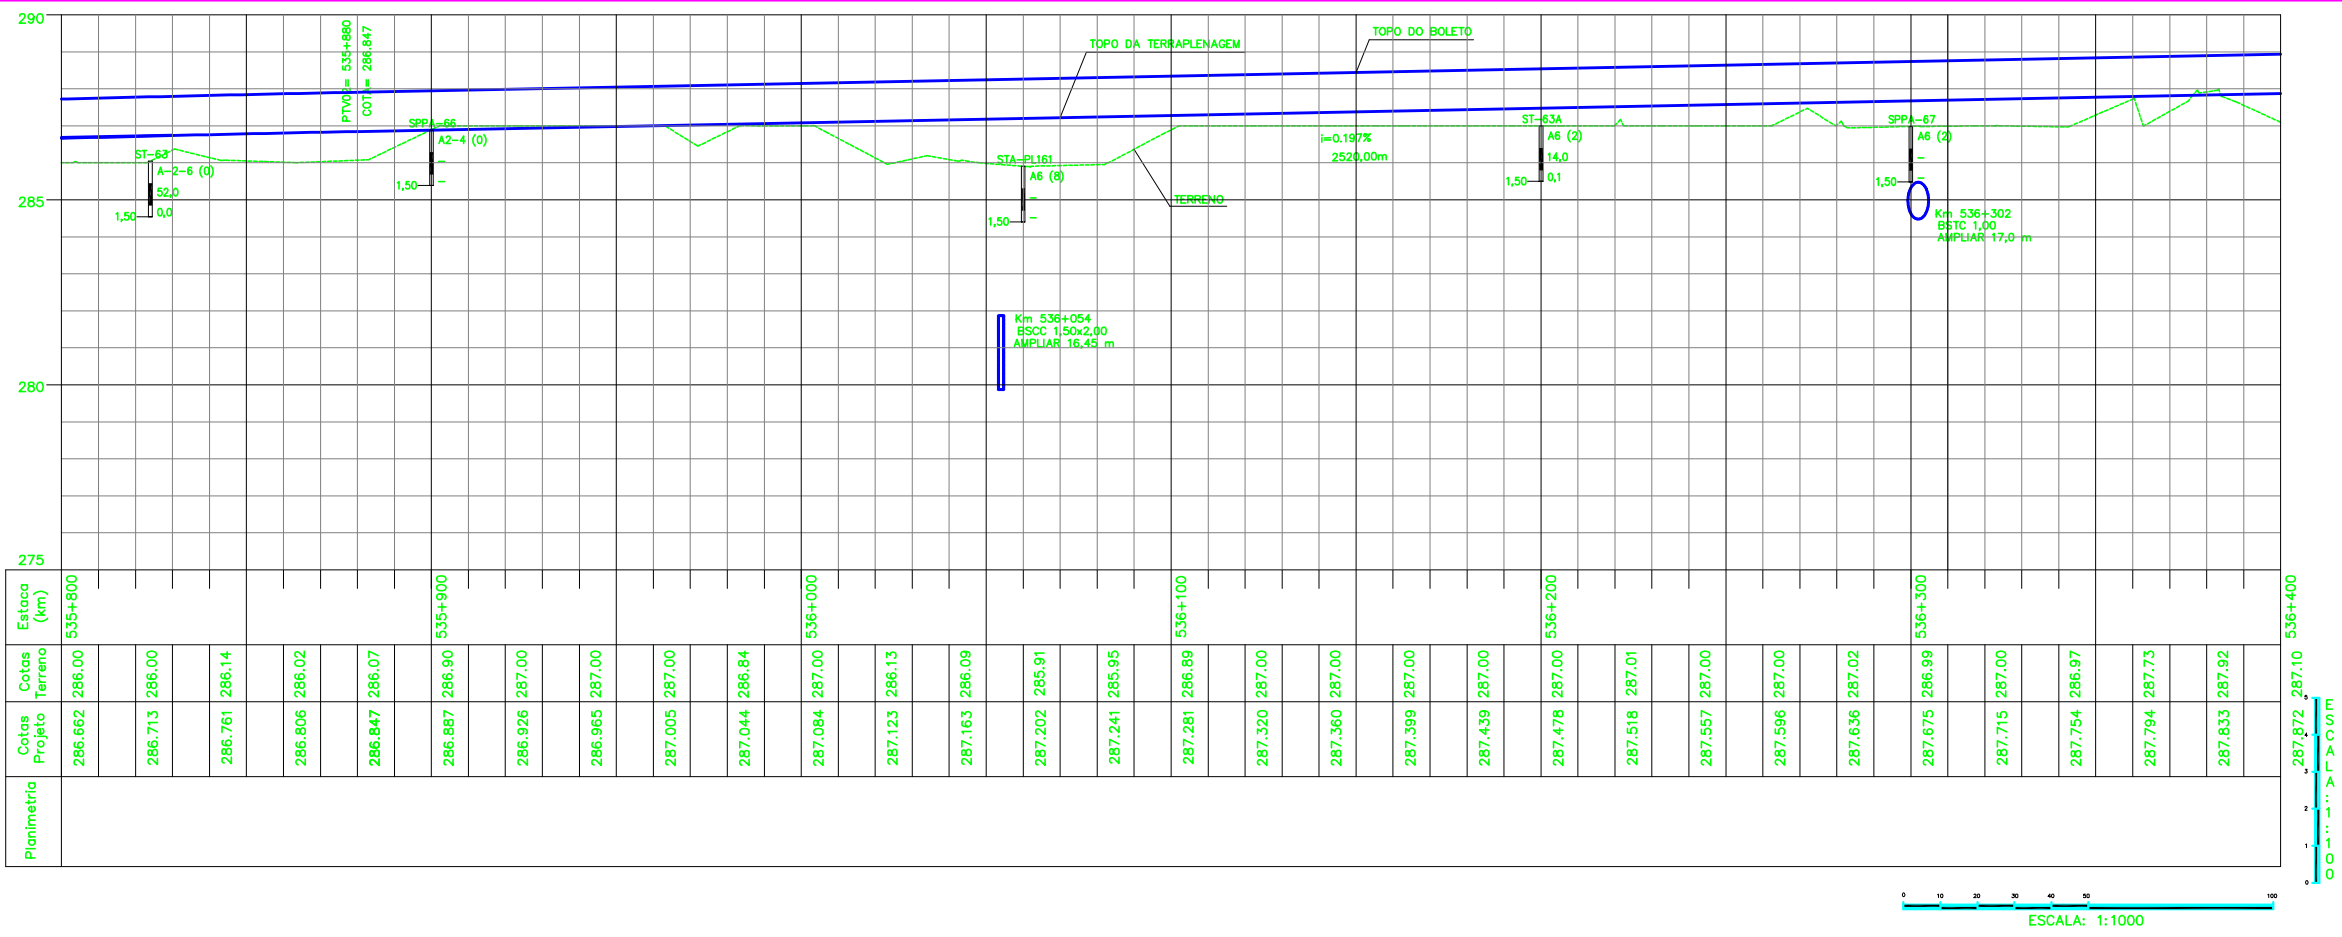 290
285
280
275
PTV02= 535+880
COTA= 286.847
TOPO DA TERRAPLENAGEM
TOPO DO BOLETO
ST-63
A-2-6 (0)
52,0
0,0
1,50
SPPA-66
A2-4 (0)
–
–
1,50
STA-PL161
A6 (8)
–
–
1,50
TERRENO
i=0.197%
2520,00m
ST-63A
A6 (2)
14,0
0,1
1,50
SPPA-67
A6 (2)
–
–
1,50
Km 536+302
BSTC 1,00
AMPLIAR 17,0 m
Km 536+054
BSCC 1,50x2,00
AMPLIAR 16,45 m
Estaca
(km)
535+800 535+900 536+000 536+100 536+200 536+300 536+400
Cotas
Terreno
286.00 286.00 286.14 286.02 286.07 286.90 287.00 287.00 287.00 286.84 287.00 286.13 286.09 285.91 285.95 286.89 287.00 287.00 287.00 287.00 287.00 287.01 287.00 287.00 287.02 286.99 287.00 286.97 287.73 287.92 287.10
Cotas
Projeto
286.662 286.713 286.761 286.806 286.847 286.887 286.926 286.965 287.005 287.044 287.084 287.123 287.163 287.202 287.241 287.281 287.320 287.360 287.399 287.439 287.478 287.518 287.557 287.596 287.636 287.675 287.715 287.754 287.794 287.833 287.872
Planimetria
5
4
3
2
1
0
ESCALA:1:100
0 10 20 30 40 50 100
ESCALA: 1:1000